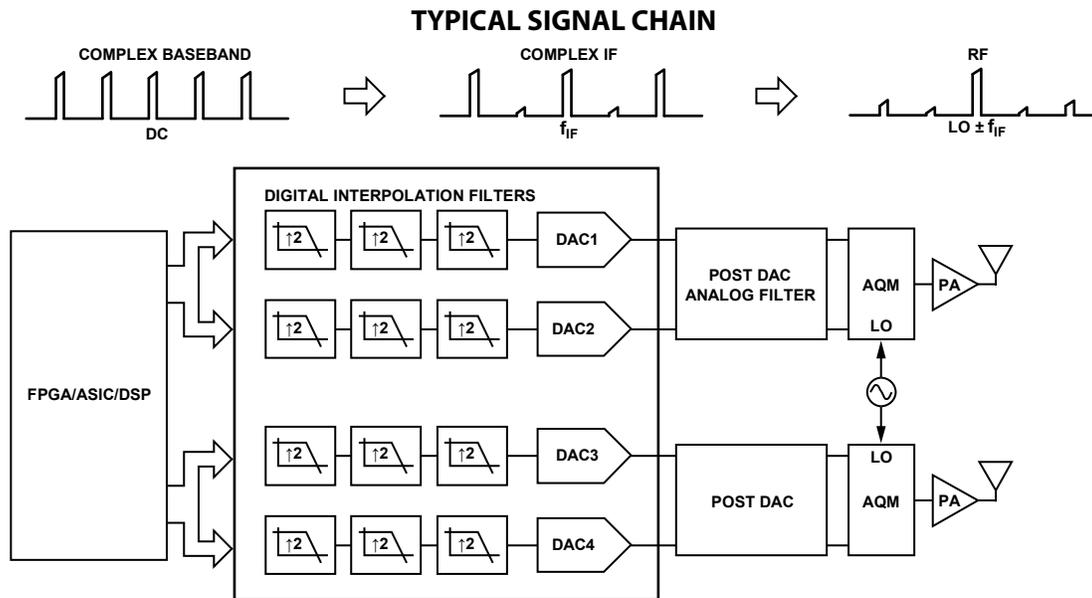 TYPICAL SIGNAL CHAIN
COMPLEX BASEBAND
COMPLEX IF
RF
DC
fIF
LO ± fIF
DIGITAL INTERPOLATION FILTERS
↑2 ↑2 ↑2 DAC1
POST DAC
ANALOG FILTER
AQM
PA
↑2 ↑2 ↑2 DAC2
LO
FPGA/ASIC/DSP
↑2 ↑2 ↑2 DAC3
LO
POST DAC
AQM
PA
↑2 ↑2 ↑2 DAC4